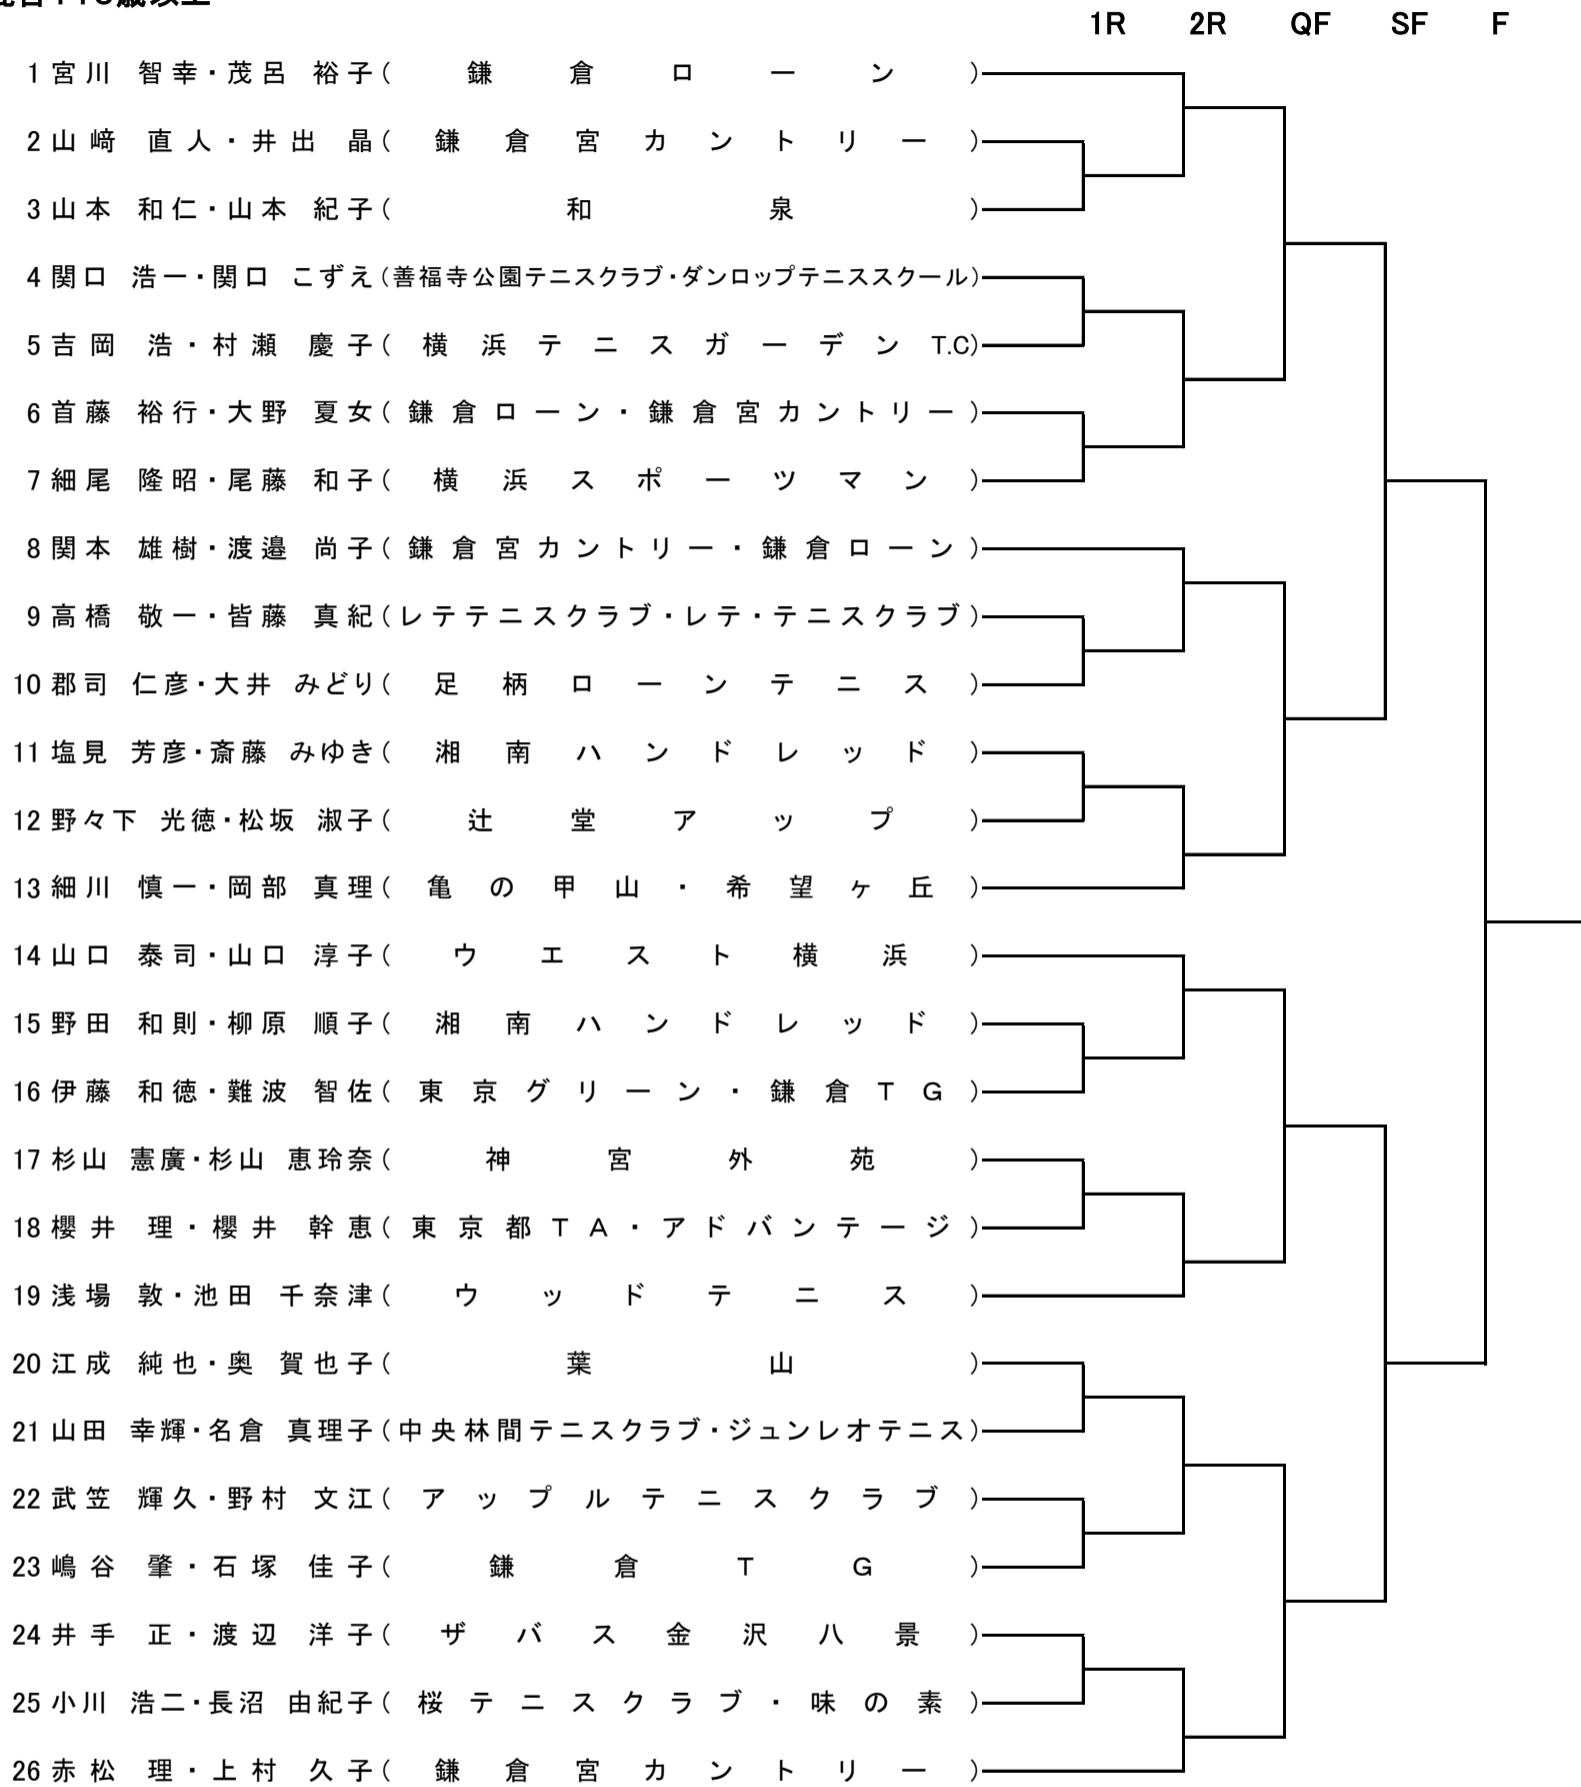 1R 2R QF SF F
1 宮川 智幸・茂呂 裕子(鎌倉ローン)
2 山﨑 直人・井出 晶(鎌倉宮カントリー)
3 山本 和仁・山本 紀子(和泉)
4 関口 浩一・関口 こずえ(善福寺公園テニスクラブ・ダンロップテニススクール)
5 吉岡 浩・村瀬 慶子(横浜テニスガーデンT.C)
6 首藤 裕行・大野 夏女(鎌倉ローン・鎌倉宮カントリー)
7 細尾 隆昭・尾藤 和子(横浜スポーツマン)
8 関本 雄樹・渡邉 尚子(鎌倉宮カントリー・鎌倉ローン)
9 高橋 敬一・皆藤 真紀(レテテニスクラブ・レテ・テニスクラブ)
10 郡司 仁彦・大井 みどり(足柄ローンテニス)
11 塩見 芳彦・斎藤 みゆき(湘南ハンドレッド)
12 野々下 光徳・松坂 淑子(辻堂アップ)
13 細川 慎一・岡部 真理(亀の甲山・希望ヶ丘)
14 山口 泰司・山口 淳子(ウエスト横浜)
15 野田 和則・柳原 順子(湘南ハンドレッド)
16 伊藤 和徳・難波 智佐(東京グリーン・鎌倉TG)
17 杉山 憲廣・杉山 恵玲奈(神宮外苑)
18 櫻井 理・櫻井 幹恵(東京都TA・アドバンテージ)
19 浅場 敦・池田 千奈津(ウッドテニス)
20 江成 純也・奥 賀也子(葉山)
21 山田 幸輝・名倉 真理子(中央林間テニスクラブ・ジュンレオテニス)
22 武笠 輝久・野村 文江(アップルテニスクラブ)
23 嶋谷 肇・石塚 佳子(鎌倉TG)
24 井手 正・渡辺 洋子(ザバス金沢八景)
25 小川 浩二・長沼 由紀子(桜テニスクラブ・味の素)
26 赤松 理・上村 久子(鎌倉宮カントリー)